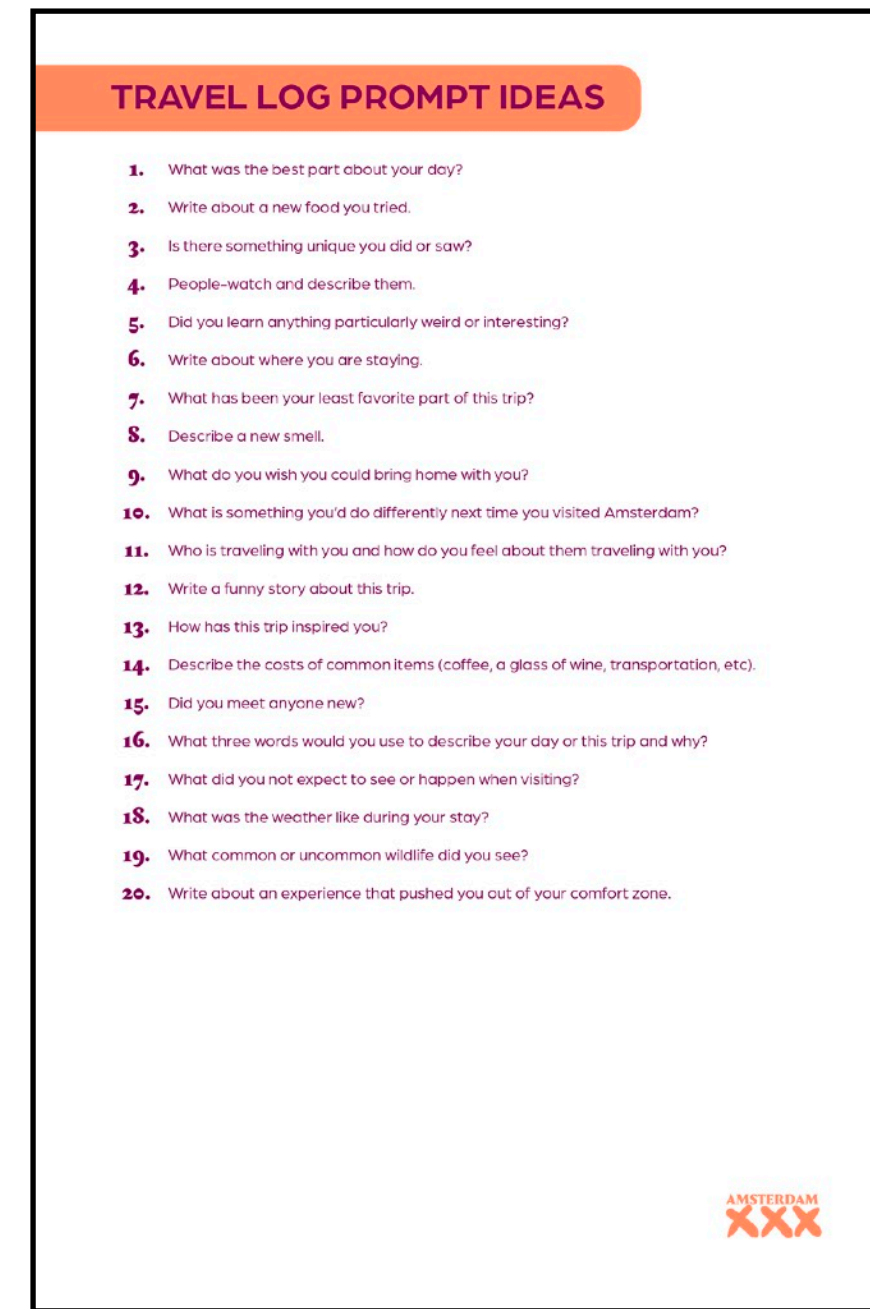 TRAVEL LOG PROMPT IDEAS
1. What was the best part about your day?
2. Write about a new food you tried.
3. Is there something unique you did or saw?
4. People-watch and describe them.
5. Did you learn anything particularly weird or interesting?
6. Write about where you are staying.
7. What has been your least favorite part of this trip?
8. Describe a new smell.
9. What do you wish you could bring home with you?
10. What is something you'd do differently next time you visited Amsterdam?
11. Who is traveling with you and how do you feel about them traveling with you?
12. Write a funny story about this trip.
13. How has this trip inspired you?
14. Describe the costs of common items (coffee, a glass of wine, transportation, etc).
15. Did you meet anyone new?
16. What three words would you use to describe your day or this trip and why?
17. What did you not expect to see or happen when visiting?
18. What was the weather like during your stay?
19. What common or uncommon wildlife did you see?
20. Write about an experience that pushed you out of your comfort zone.
AMSTERDAM
XXX